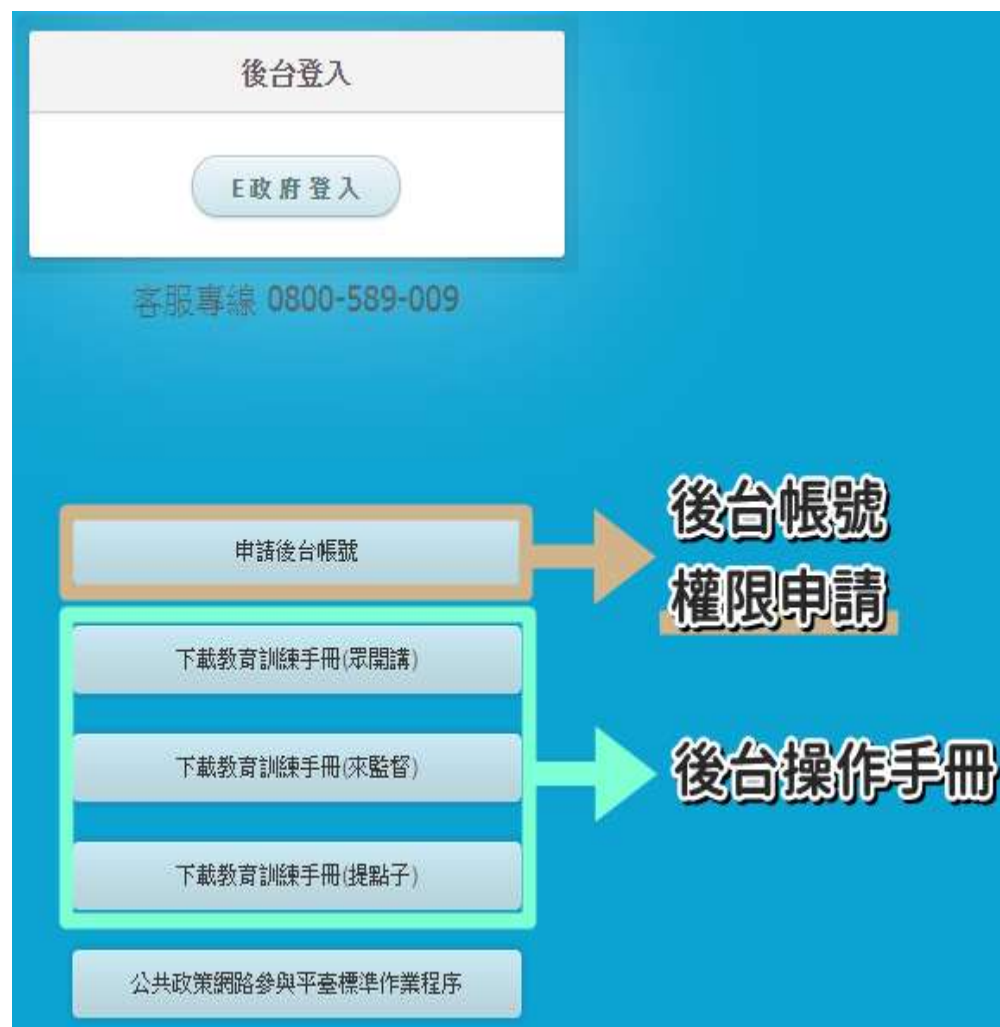 後台登入
E政府登入
客服專線 0800-589-009
申請後台帳號
後台帳號
權限申請
下載教育訓練手冊(眾開講)
下載教育訓練手冊(來監督)
後台操作手冊
下載教育訓練手冊(提點子)
公共政策網路參與平臺標準作業程序